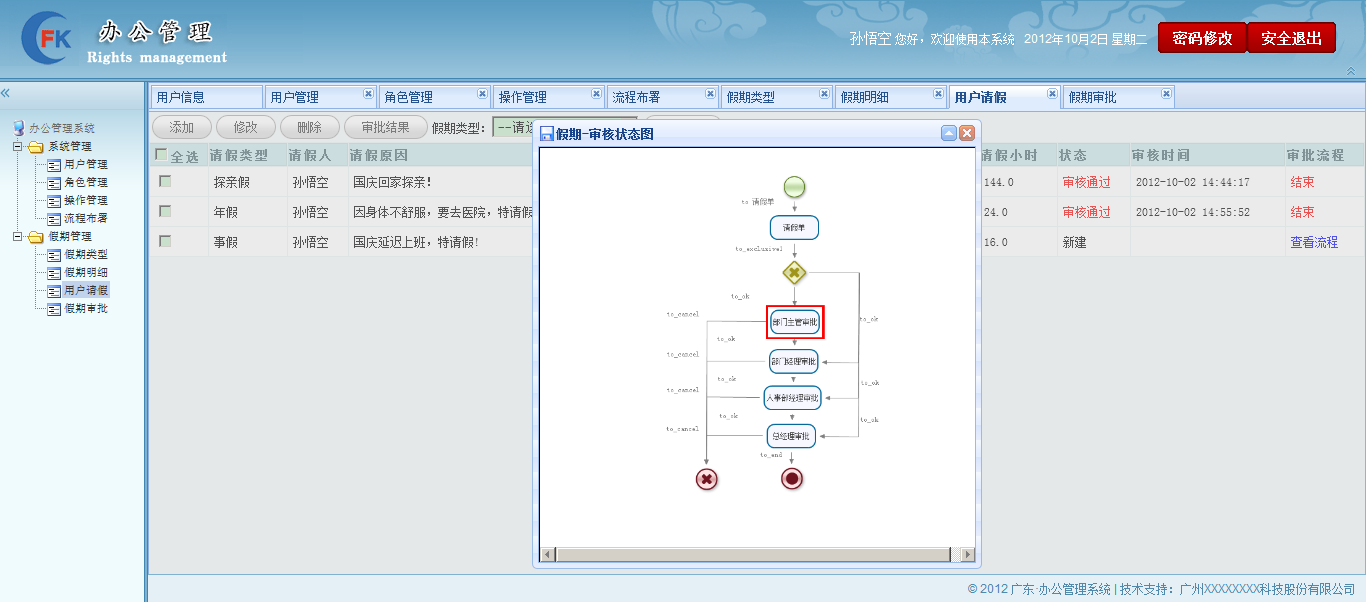 FK
办公管理
Rights management
孙悟空 您好，欢迎使用本系统 2012年10月2日 星期二
密码修改 安全退出
用户信息 用户管理 角色管理 操作管理 流程布署 假期类型 假期明细 用户请假 假期审批
办公管理系统
系统管理
用户管理
角色管理
操作管理
流程布署
假期管理
假期类型
假期明细
用户请假
假期审批
添加 修改 删除 审批结果 假期类型： --请
全选 请假类型 请假人 请假原因 请假小时 状态 审核时间 审批流程
探亲假 孙悟空 国庆回家探亲! 144.0 审核通过 2012-10-02 14:44:17 结束
年假 孙悟空 因身体不舒服，要去医院，特请假 24.0 审核通过 2012-10-02 14:55:52 结束
事假 孙悟空 国庆延迟上班，特请假! 16.0 新建 查看流程
假期-审核状态图
to 请假单
请假单
to_exclusive1
to_ok
to_cancel
部门主管审批
to_ok
to_ok
to_cancel
部门经理审批
to_ok
to_ok
to_cancel
人事部经理审批
to_ok
to_ok
to_cancel
总经理审批
to_end
© 2012 广东·办公管理系统 | 技术支持：广州XXXXXXXX科技股份有限公司